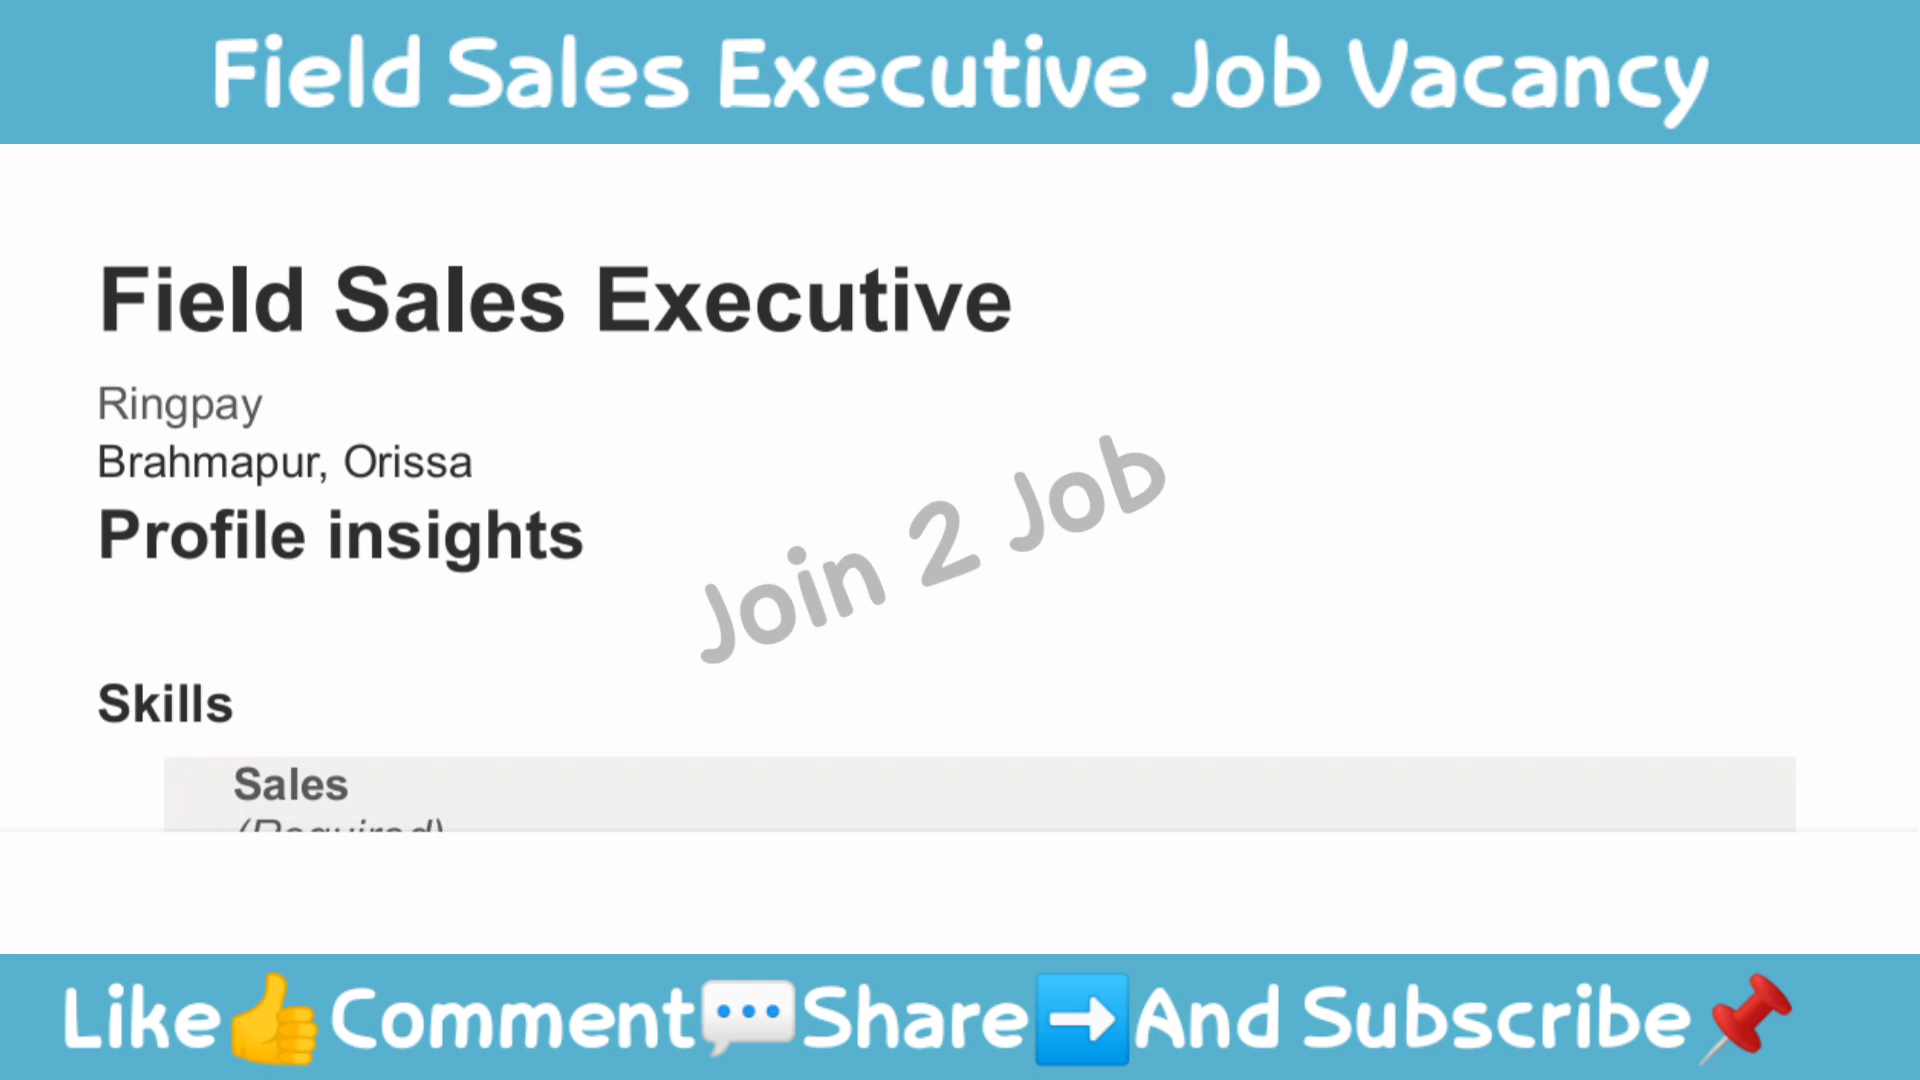 Field Sales Executive Job Vacancy
Field Sales Executive
Ringpay
Brahmapur, Orissa
Profile insights
Join 2 Job
Skills
Sales
(Required)
Like👍Comment💬Share➡️And Subscribe📌